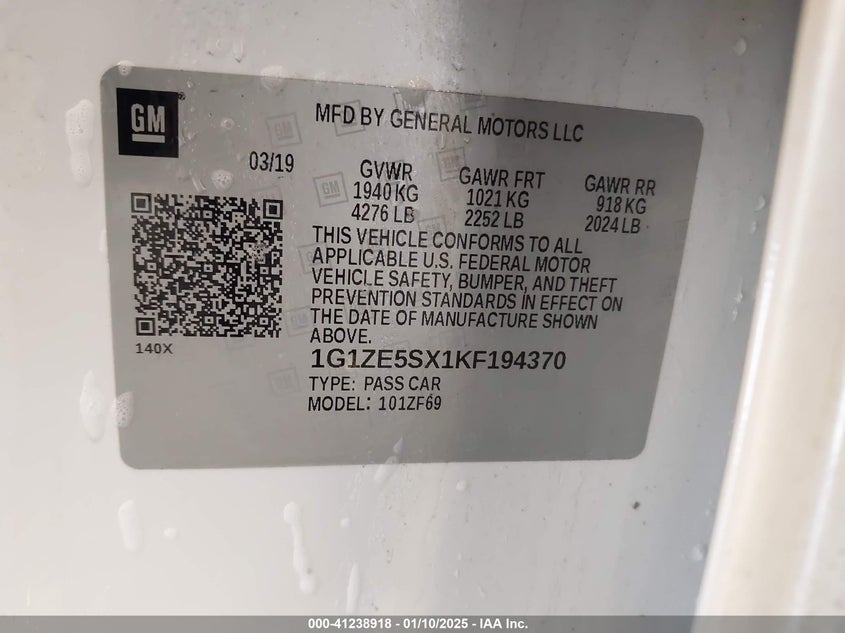 GM
MFD BY GENERAL MOTORS LLC
03/19
GVWR GAWR FRT GAWR RR
1940 KG 1021 KG 918 KG
4276 LB 2252 LB 2024 LB
THIS VEHICLE CONFORMS TO ALL
APPLICABLE U.S. FEDERAL MOTOR
VEHICLE SAFETY, BUMPER, AND THEFT
PREVENTION STANDARDS IN EFFECT ON
THE DATE OF MANUFACTURE SHOWN
ABOVE.
140X
1G1ZE5SX1KF194370
TYPE: PASS CAR
MODEL: 101ZF69
000-41238918 - 01/10/2025 - IAA Inc.